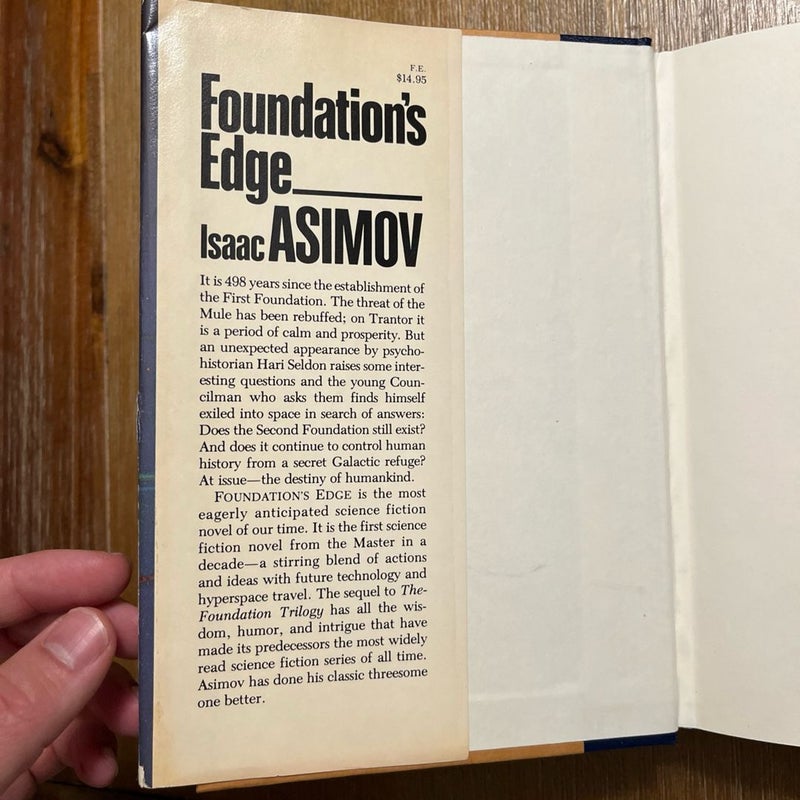 F.E.
$14.95
Foundation's
Edge
Isaac ASIMOV
It is 498 years since the establishment of
the First Foundation. The threat of the
Mule has been rebuffed; on Trantor it
is a period of calm and prosperity. But
an unexpected appearance by psycho-
historian Hari Seldon raises some inter-
esting questions and the young Coun-
cilman who asks them finds himself
exiled into space in search of answers:
Does the Second Foundation still exist?
And does it continue to control human
history from a secret Galactic refuge?
At issue—the destiny of humankind.
FOUNDATION'S EDGE is the most
eagerly anticipated science fiction
novel of our time. It is the first science
fiction novel from the Master in a
decade—a stirring blend of actions
and ideas with future technology and
hyperspace travel. The sequel to The-
Foundation Trilogy has all the wis-
dom, humor, and intrigue that have
made its predecessors the most widely
read science fiction series of all time.
Asimov has done his classic threesome
one better.